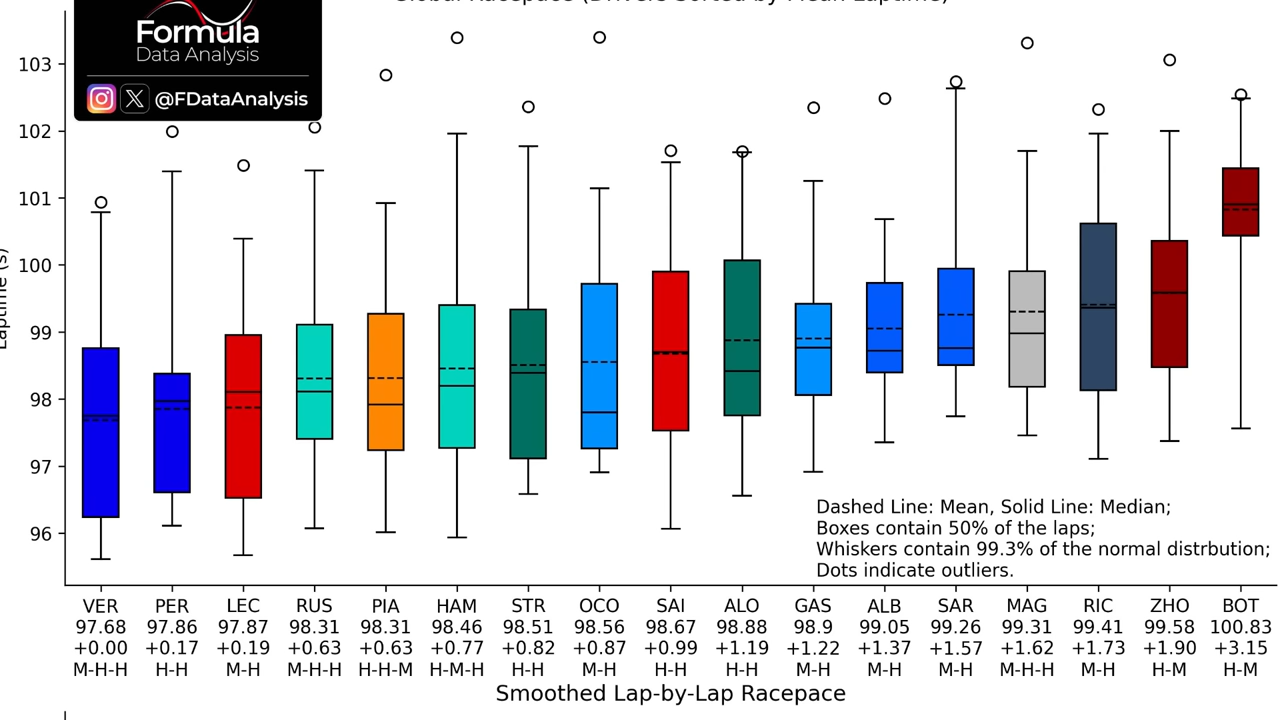 Global Racespace (Drivers Sorted by Mean Laptime)
Formula
Data Analysis
@FDataAnalysis
Laptime (s)
103
102
101
100
99
98
97
96
Dashed Line: Mean, Solid Line: Median;
Boxes contain 50% of the laps;
Whiskers contain 99.3% of the normal distrbution;
Dots indicate outliers.
VER PER LEC RUS PIA HAM STR OCO SAI ALO GAS ALB SAR MAG RIC ZHO BOT
97.68 97.86 97.87 98.31 98.31 98.46 98.51 98.56 98.67 98.88 98.9 99.05 99.26 99.31 99.41 99.58 100.83
+0.00 +0.17 +0.19 +0.63 +0.63 +0.77 +0.82 +0.87 +0.99 +1.19 +1.22 +1.37 +1.57 +1.62 +1.73 +1.90 +3.15
M-H-H H-H M-H M-H-H H-H-M H-M-H H-H M-H H-H H-H M-H M-H M-H M-H-H M-H H-M H-M
Smoothed Lap-by-Lap Racepace